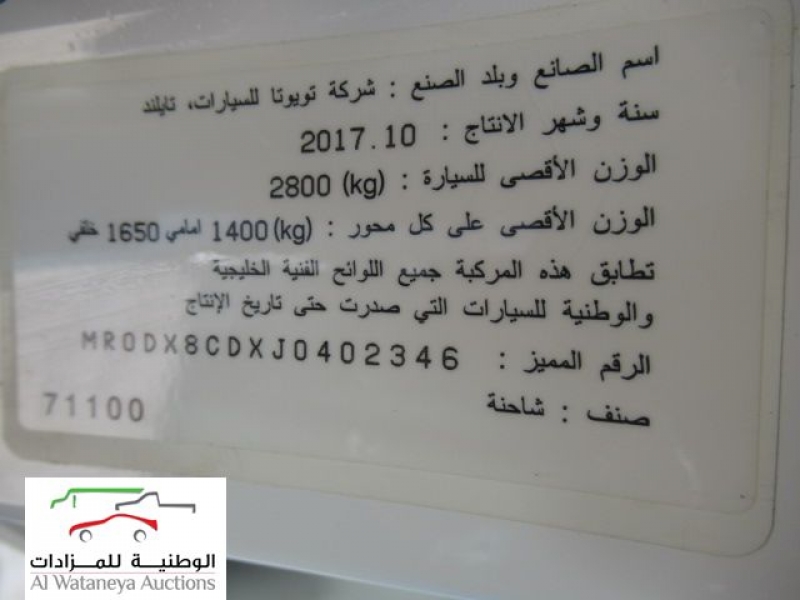 اسم الصانع وبلد الصنع : شركة تويوتا للسيارات، تايلند
سنة وشهر الانتاج : 2017.10
الوزن الأقصى للسيارة : 2800 (kg)
الوزن الأقصى على كل محور : 1400 (kg) امامي 1650 خلفي
تطابق هذه المركبة جميع اللوائح الفنية الخليجية
والوطنية للسيارات التي صدرت حتى تاريخ الإنتاج
الرقم المميز : MR0DX8CDXJ0402346
صنف : شاحنة
71100
الوطنية للمزادات
Al Wataneya Auctions